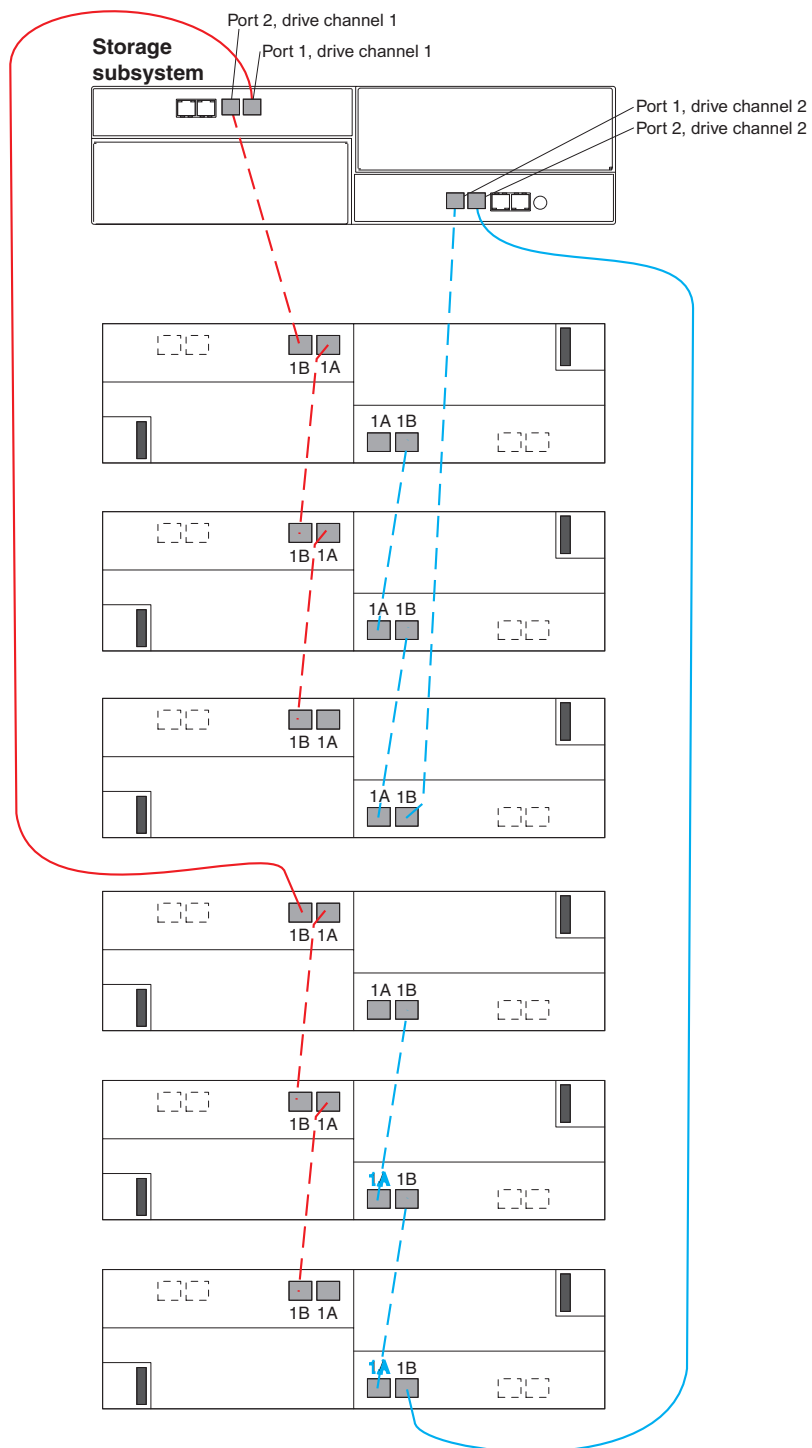 Port 2, drive channel 1
Storage
subsystem
Port 1, drive channel 1
Port 1, drive channel 2
Port 2, drive channel 2
1B 1A
1A 1B
1B 1A
1A 1B
1B 1A
1A 1B
1B 1A
1A 1B
1B 1A
1A 1B
1B 1A
1A 1B